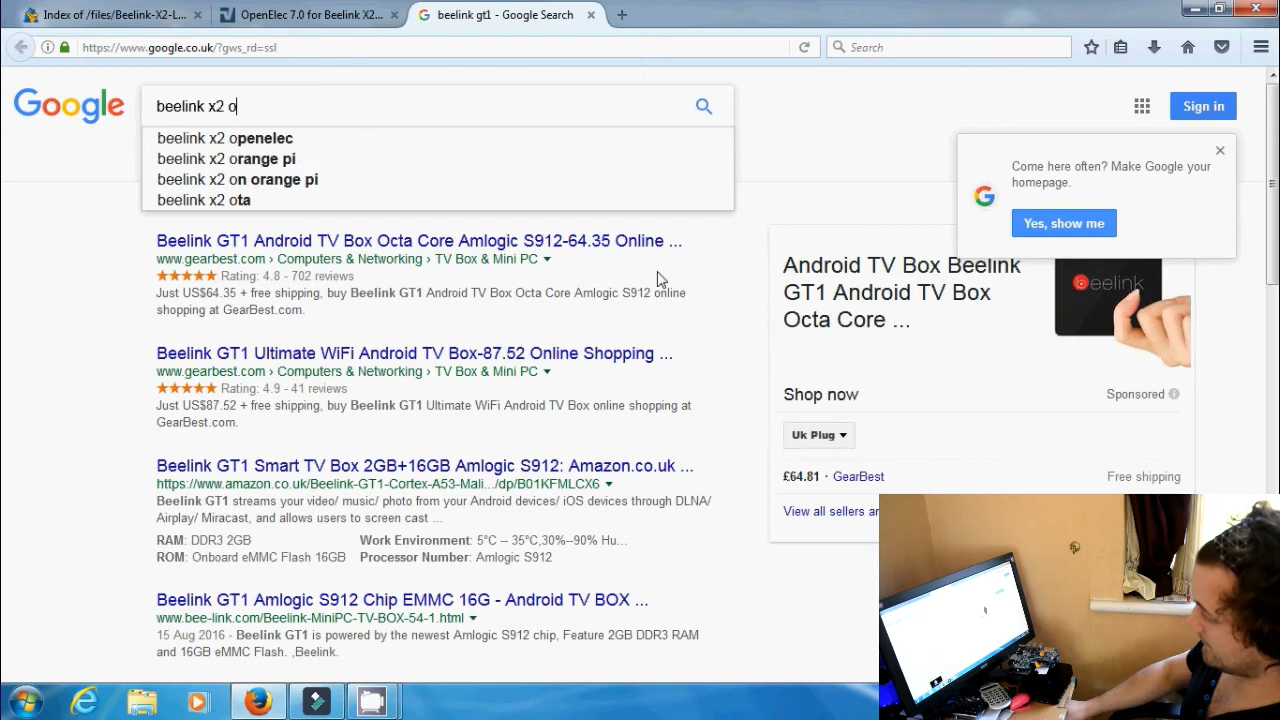 Index of /files/Beelink-X2-L...
OpenElec 7.0 for Beelink X2...
beelink gt1 - Google Search
https://www.google.co.uk/?gws_rd=ssl
Search
Google
beelink x2 o
Sign in
beelink x2 openelec
beelink x2 orange pi
beelink x2 on orange pi
beelink x2 ota
Come here often? Make Google your
homepage.
Yes, show me
Beelink GT1 Android TV Box Octa Core Amlogic S912-64.35 Online ...
www.gearbest.com › Computers & Networking › TV Box & Mini PC
Rating: 4.8 - 702 reviews
Just US$64.35 + free shipping, buy Beelink GT1 Android TV Box Octa Core Amlogic S912 online
shopping at GearBest.com.
Beelink GT1 Ultimate WiFi Android TV Box-87.52 Online Shopping ...
www.gearbest.com › Computers & Networking › TV Box & Mini PC
Rating: 4.9 - 41 reviews
Just US$87.52 + free shipping, buy Beelink GT1 Ultimate WiFi Android TV Box online shopping at
GearBest.com.
Beelink GT1 Smart TV Box 2GB+16GB Amlogic S912: Amazon.co.uk ...
https://www.amazon.co.uk/Beelink-GT1-Cortex-A53-Mali.../dp/B01KFMLCX6
Beelink GT1 streams your video/ music/ photo from your Android devices/ iOS devices through DLNA/
Airplay/ Miracast, and allows users to screen cast ...
RAM: DDR3 2GB
Work Environment: 5°C -- 35°C,30%--90% Hu...
ROM: Onboard eMMC Flash 16GB
Processor Number: Amlogic S912
Beelink GT1 Amlogic S912 Chip EMMC 16G - Android TV BOX ...
www.bee-link.com/Beelink-MiniPC-TV-BOX-54-1.html
15 Aug 2016 - Beelink GT1 is powered by the newest Amlogic S912 chip, Feature 2GB DDR3 RAM
and 16GB eMMC Flash. ,Beelink.
Android TV Box Beelink
GT1 Android TV Box
Octa Core ...
beelink
Shop now
Sponsored
Uk Plug
£64.81 · GearBest
Free shipping
View all sellers an